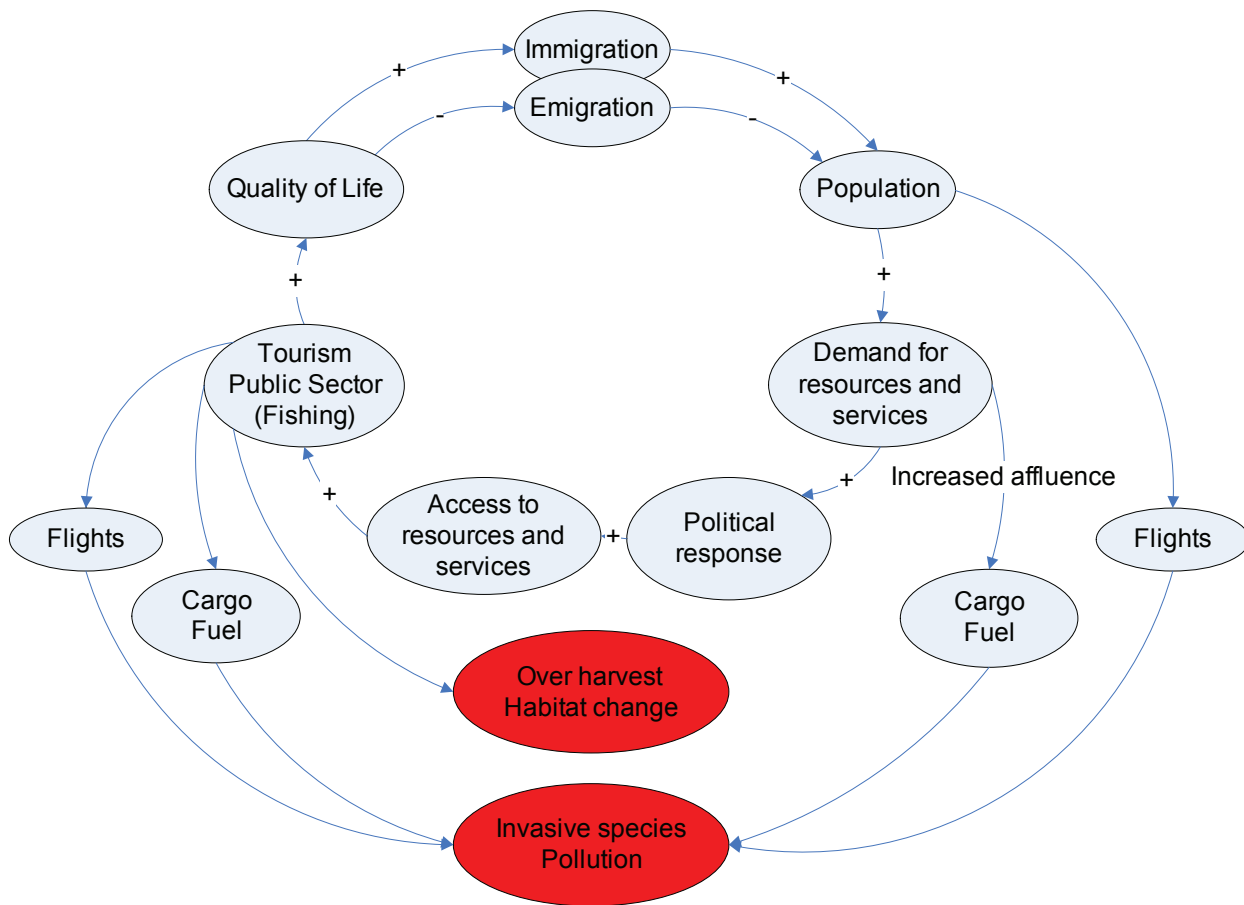 Immigration
+
+
Emigration
-
-
Quality of Life
Population
+
+
Tourism
Public Sector
(Fishing)
Demand for
resources and
services
+
Increased affluence
+
Access to
resources and
services
+
Political
response
Flights
Flights
Cargo
Fuel
Cargo
Fuel
Over harvest
Habitat change
Invasive species
Pollution